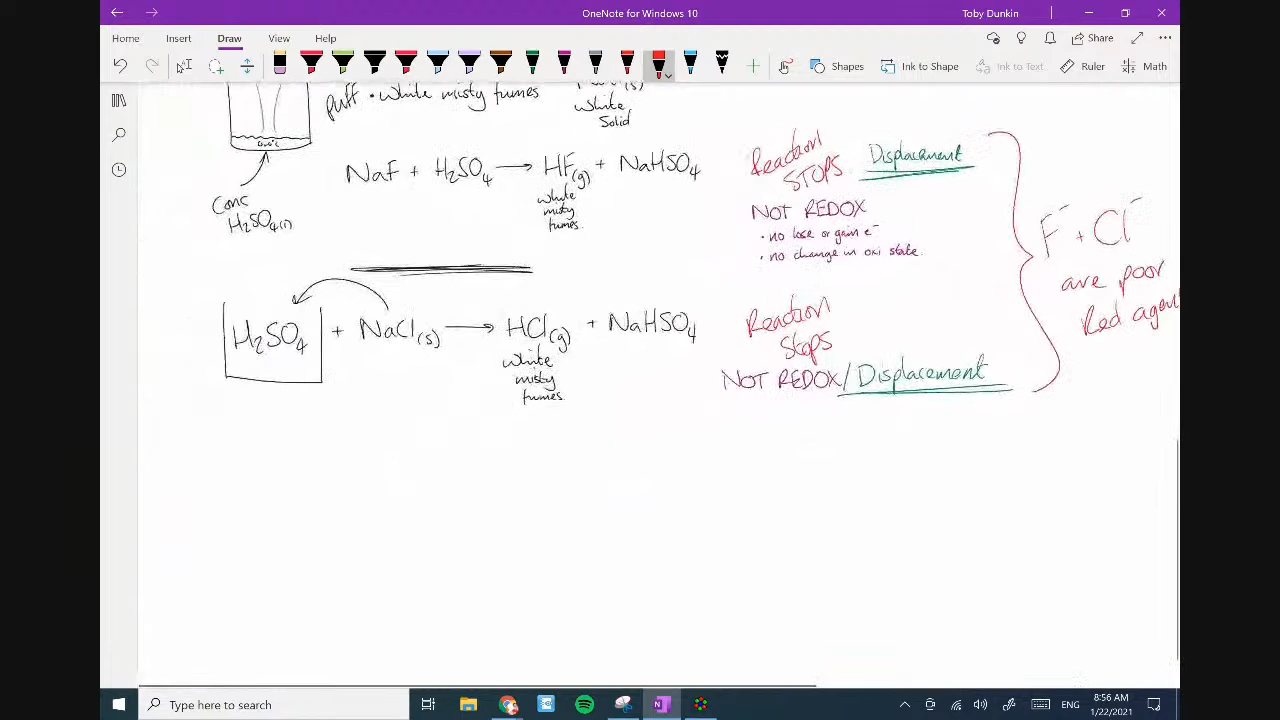 OneNote for Windows 10
Toby Dunkin
Home Insert Draw View Help
Share
Shapes Ink to Shape Ink to Text Ruler Math
puff • White misty fumes
White
Solid
NaF + H₂SO₄ → HF(g) + NaHSO₄
white
misty
fumes.
Conc
H₂SO₄(l)
Reaction
STOPS
Displacement
NOT REDOX
• no lose or gain e⁻
• no change in oxi state.
H₂SO₄ + NaCl(s) → HCl(g) + NaHSO₄
white
misty
fumes.
Reaction
Stops
NOT REDOX/Displacement
F⁻ + Cl⁻
are poor
Red agent
Type here to search
ENG
8:56 AM
1/22/2021